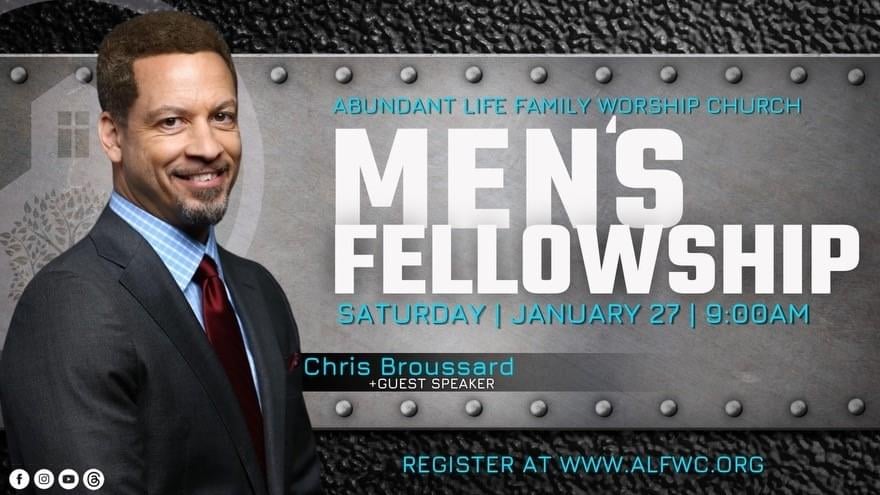 ABUNDANT LIFE FAMILY WORSHIP CHURCH
MEN'S
FELLOWSHIP
SATURDAY | JANUARY 27 | 9:00AM
Chris Broussard
+GUEST SPEAKER
REGISTER AT WWW.ALFWC.ORG